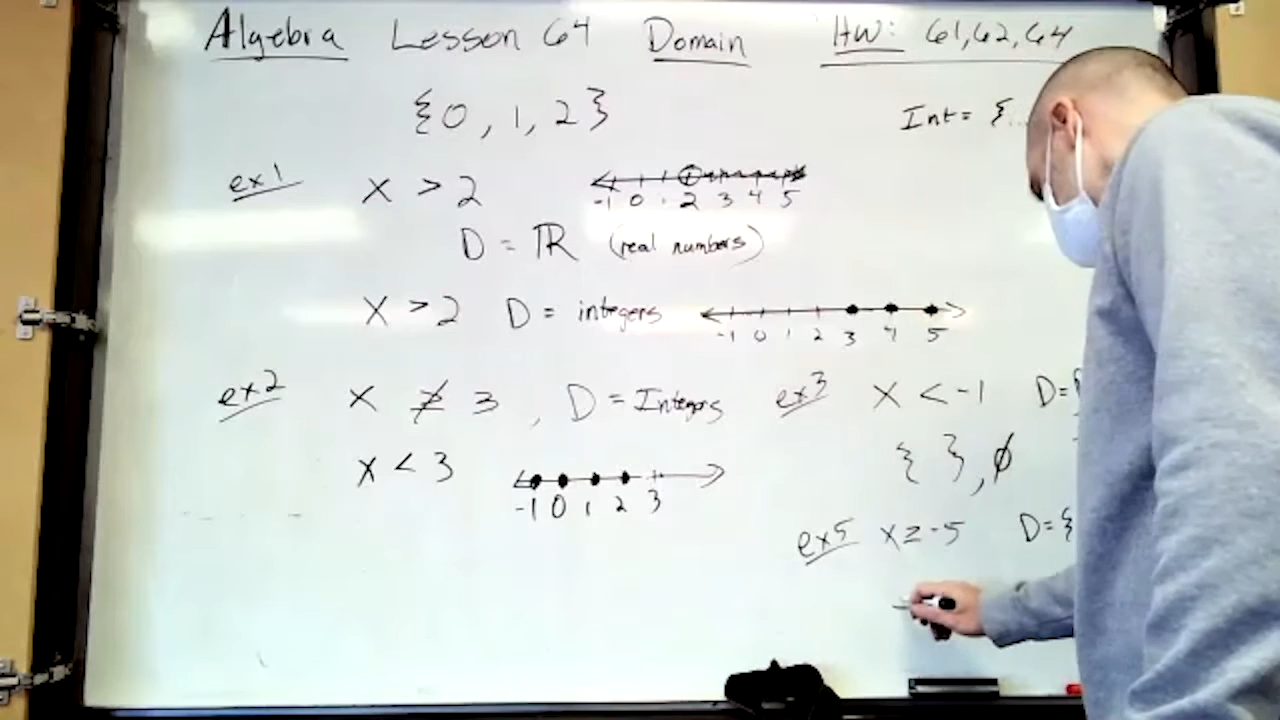 Algebra Lesson 64 Domain HW: 61,62,64
{0, 1, 2}
Int = {...
ex1 x > 2
-1 0 1 2 3 4 5
D = ℝ (real numbers)
x > 2 D = integers
-1 0 1 2 3 4 5
ex2 x ≱ 3, D = Integers
x < 3
-1 0 1 2 3
ex3 x < -1 D=
{ }, ∅
ex5 x ≥ -5 D={